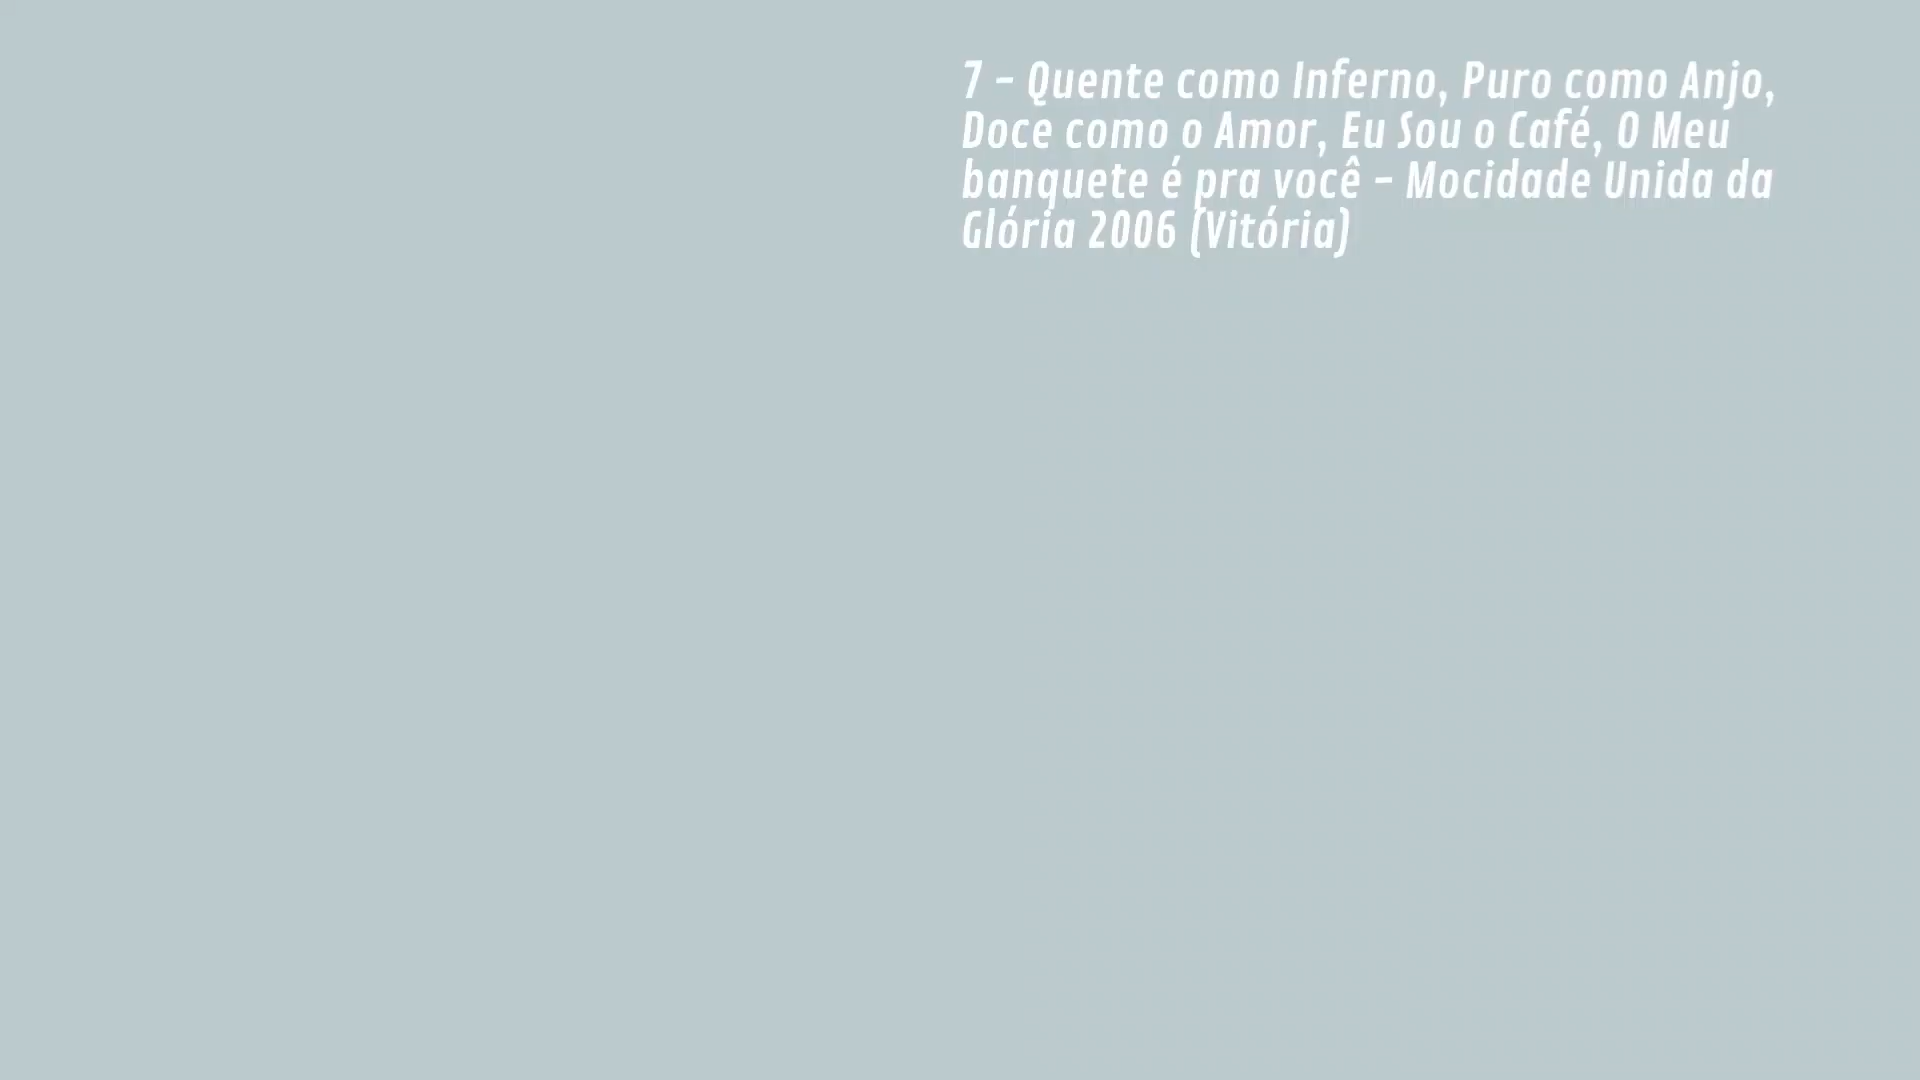 7 - Quente como Inferno, Puro como Anjo,
Doce como o Amor, Eu Sou o Café, O Meu
banquete é pra você - Mocidade Unida da
Glória 2006 (Vitória)